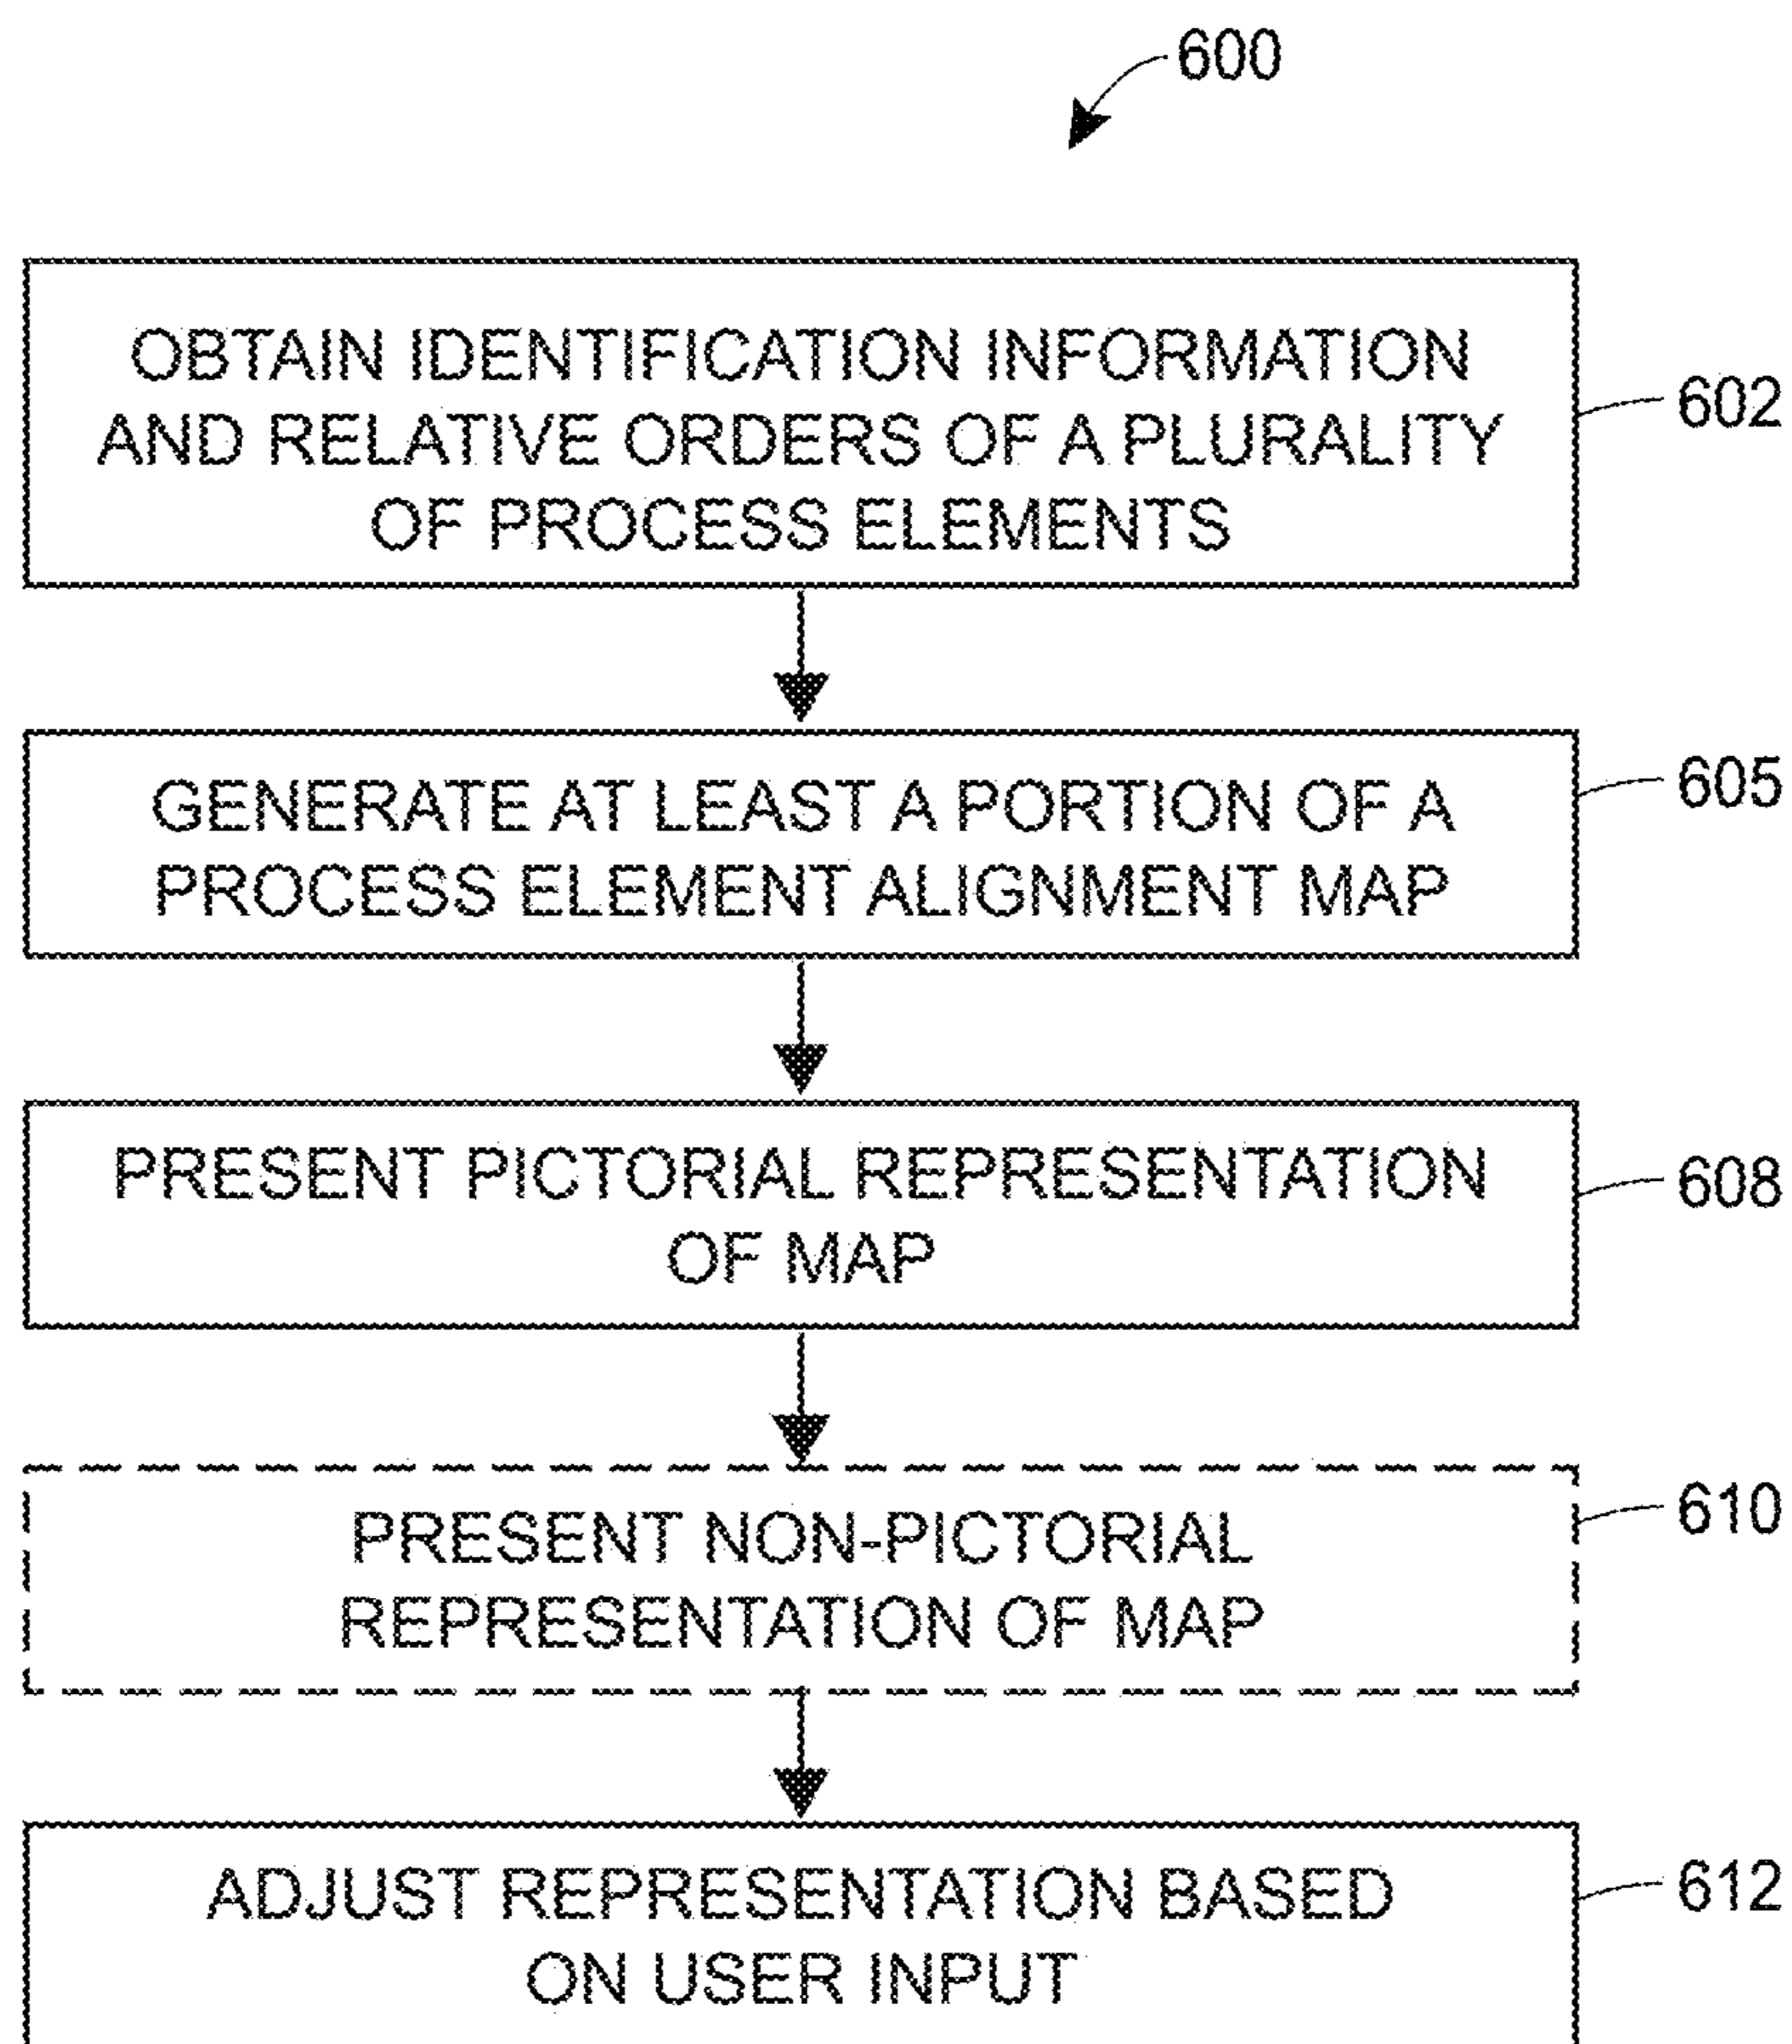 600
OBTAIN IDENTIFICATION INFORMATION
AND RELATIVE ORDERS OF A PLURALITY
OF PROCESS ELEMENTS
602
GENERATE AT LEAST A PORTION OF A
PROCESS ELEMENT ALIGNMENT MAP
605
PRESENT PICTORIAL REPRESENTATION
OF MAP
608
PRESENT NON-PICTORIAL
REPRESENTATION OF MAP
610
ADJUST REPRESENTATION BASED
ON USER INPUT
612